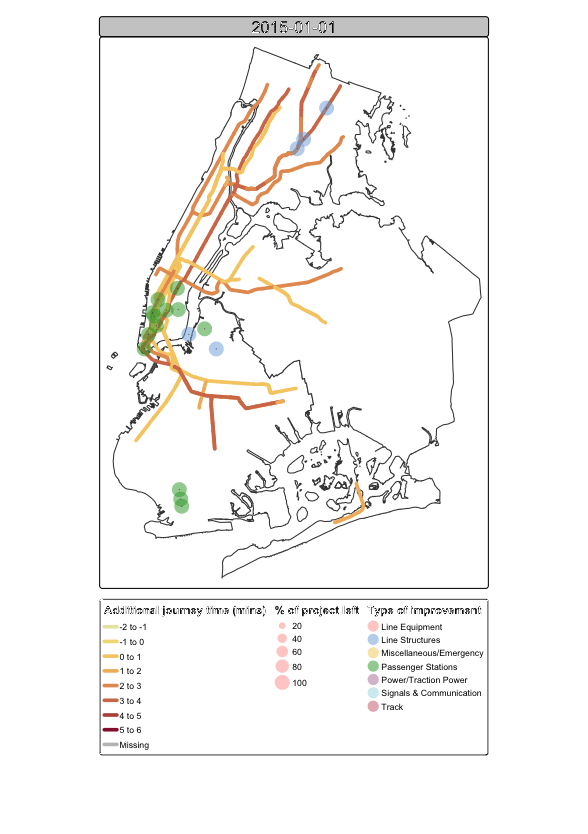 2015-01-01
Additional journey time (mins)
-2 to -1
-1 to 0
0 to 1
1 to 2
2 to 3
3 to 4
4 to 5
5 to 6
Missing
% of project left
20
40
60
80
100
Type of improvement
Line Equipment
Line Structures
Miscellaneous/Emergency
Passenger Stations
Power/Traction Power
Signals & Communication
Track